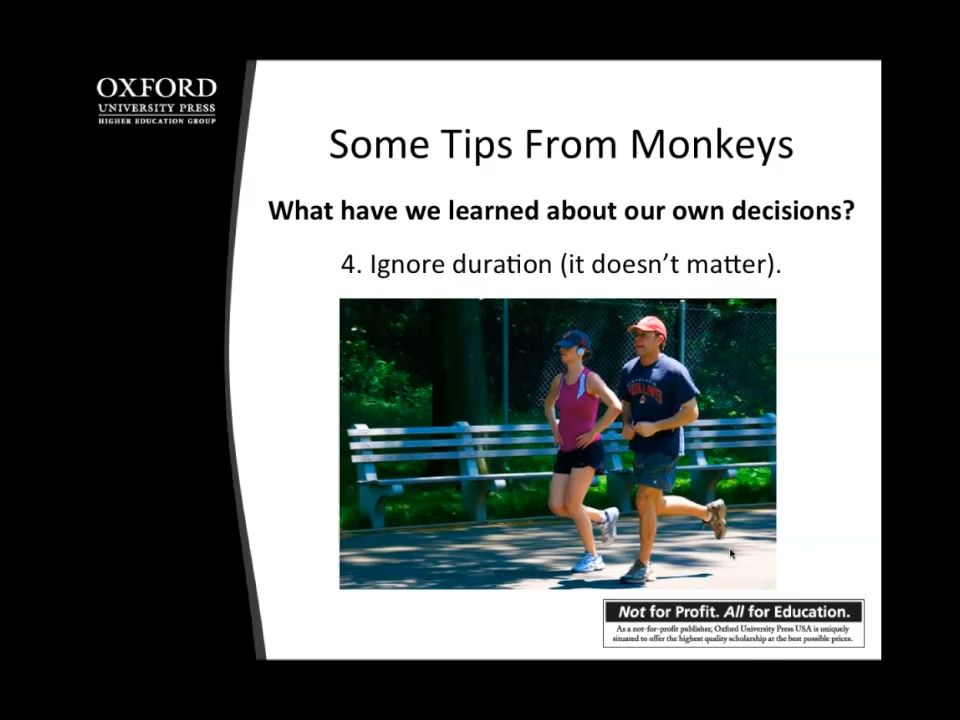 OXFORD
UNIVERSITY PRESS
HIGHER EDUCATION GROUP
Some Tips From Monkeys
What have we learned about our own decisions?
4. Ignore duration (it doesn’t matter).
Not for Profit. All for Education.
As a not-for-profit publisher, Oxford University Press USA is uniquely
situated to offer the highest quality scholarship at the best possible prices.